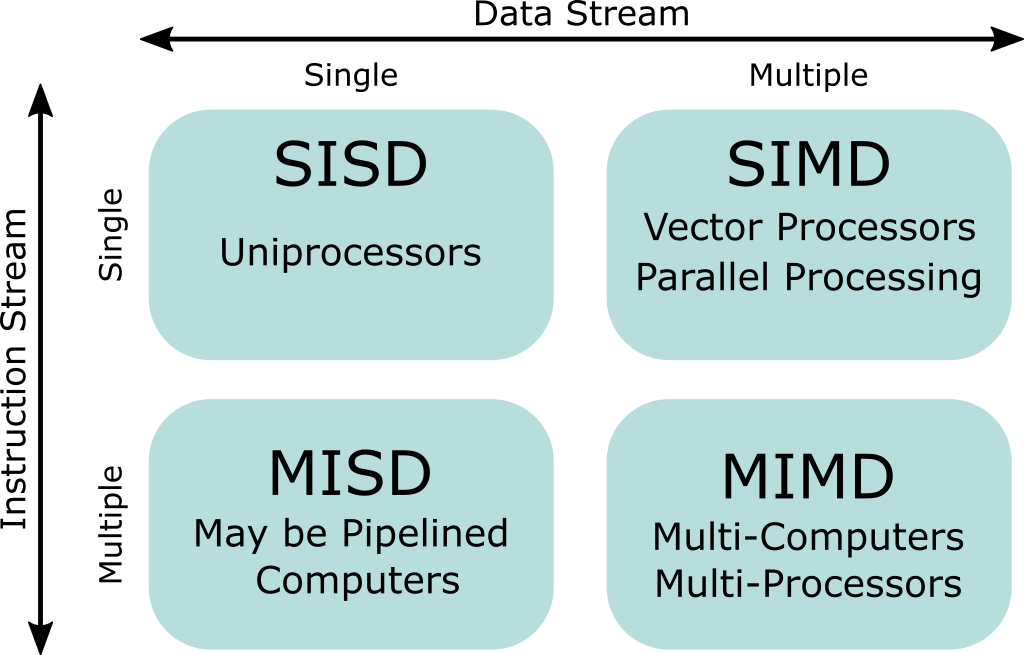 Data Stream
Single
Multiple
Instruction Stream
Single
SISD
Uniprocessors
SIMD
Vector Processors
Parallel Processing
Multiple
MISD
May be Pipelined
Computers
MIMD
Multi-Computers
Multi-Processors